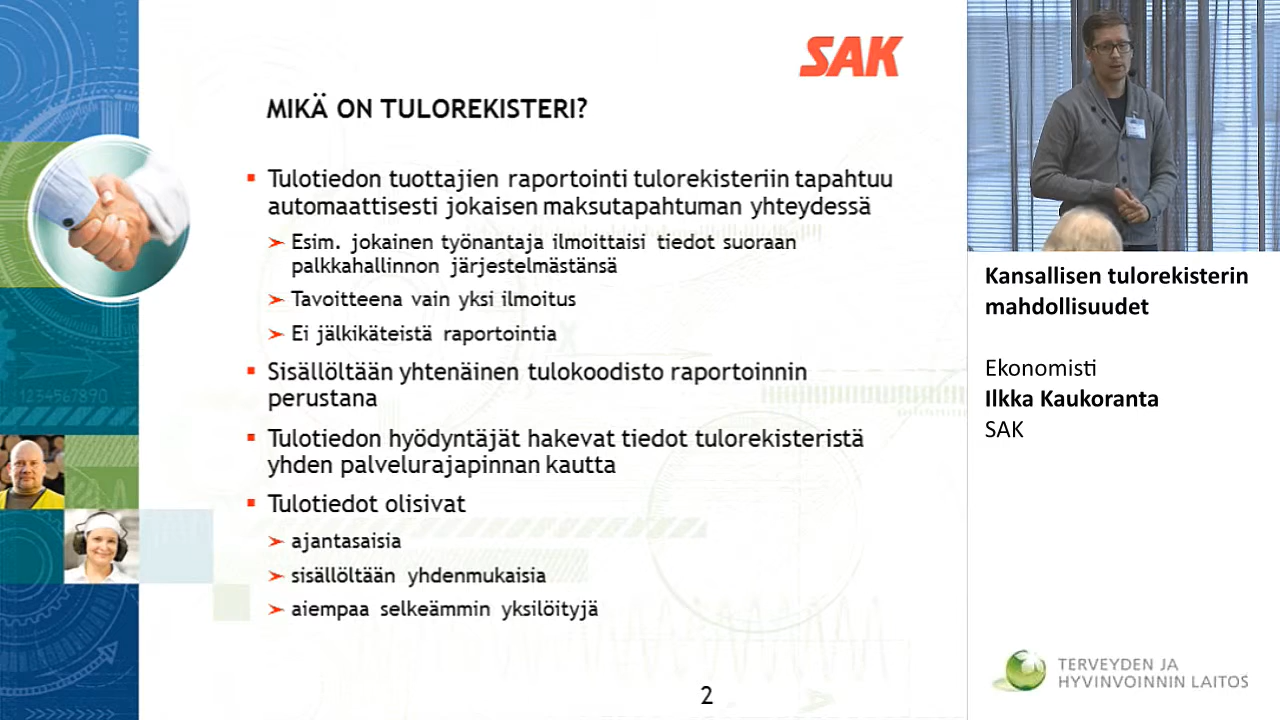 SAK
MIKÄ ON TULOREKISTERI?
Tulotiedon tuottajien raportointi tulorekisteriin tapahtuu
automaattisesti jokaisen maksutapahtuman yhteydessä
Esim. jokainen työnantaja ilmoittaisi tiedot suoraan
palkkahallinnon järjestelmästänsä
Tavoitteena vain yksi ilmoitus
Ei jälkikäteistä raportointia
Sisällöltään yhtenäinen tulokoodisto raportoinnin
perustana
Tulotiedon hyödyntäjät hakevat tiedot tulorekisteristä
yhden palvelurajapinnan kautta
Tulotiedot olisivat
ajantasaisia
sisällöltään yhdenmukaisia
aiempaa selkeämmin yksilöityjä
2
1234567890
Kansallisen tulorekisterin
mahdollisuudet
Ekonomisti
Ilkka Kaukoranta
SAK
TERVEYDEN JA
HYVINVOINNIN LAITOS